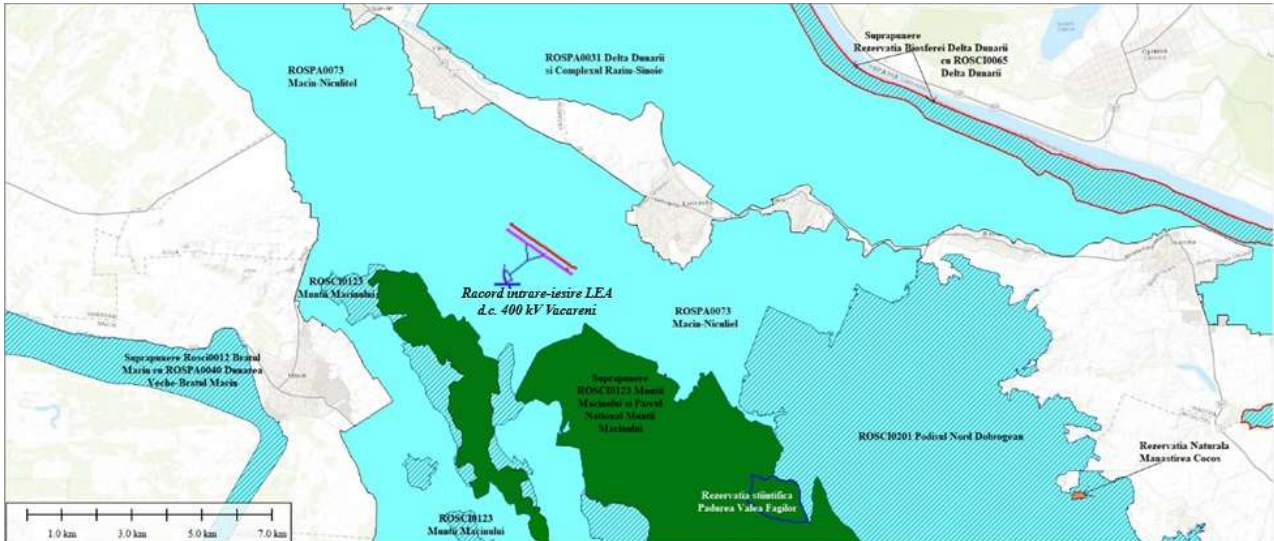 Suprapunere
Rezervatia Biosferei Delta Dunarii
cu ROSCI0065
Delta Dunarii
ROSPA0031 Delta Dunarii
si Complexul Razim-Sinoie
ROSPA0073
Macin-Niculitel
ROSCI0123
Muntii Macinului
Racord intrare-iesire LEA
d.c. 400 kV Vacareni
ROSPA0073
Macin-Niculiel
Suprapunere Rosci0012 Bratul
Macin cu ROSPA0040 Dunarea
Veche-Bratul Macin
Suprapunere
ROSCI0123 Muntii
Macinului si Parcul
National Muntii
Macinului
ROSCI0201 Podisul Nord Dobrogean
Rezervatia Naturala
Manastirea Cocos
Rezervatia stiintifica
Padurea Valea Fagilor
ROSCI0123
Muntii Macinului
1.0 km 3.0 km 5.0 km 7.0 km